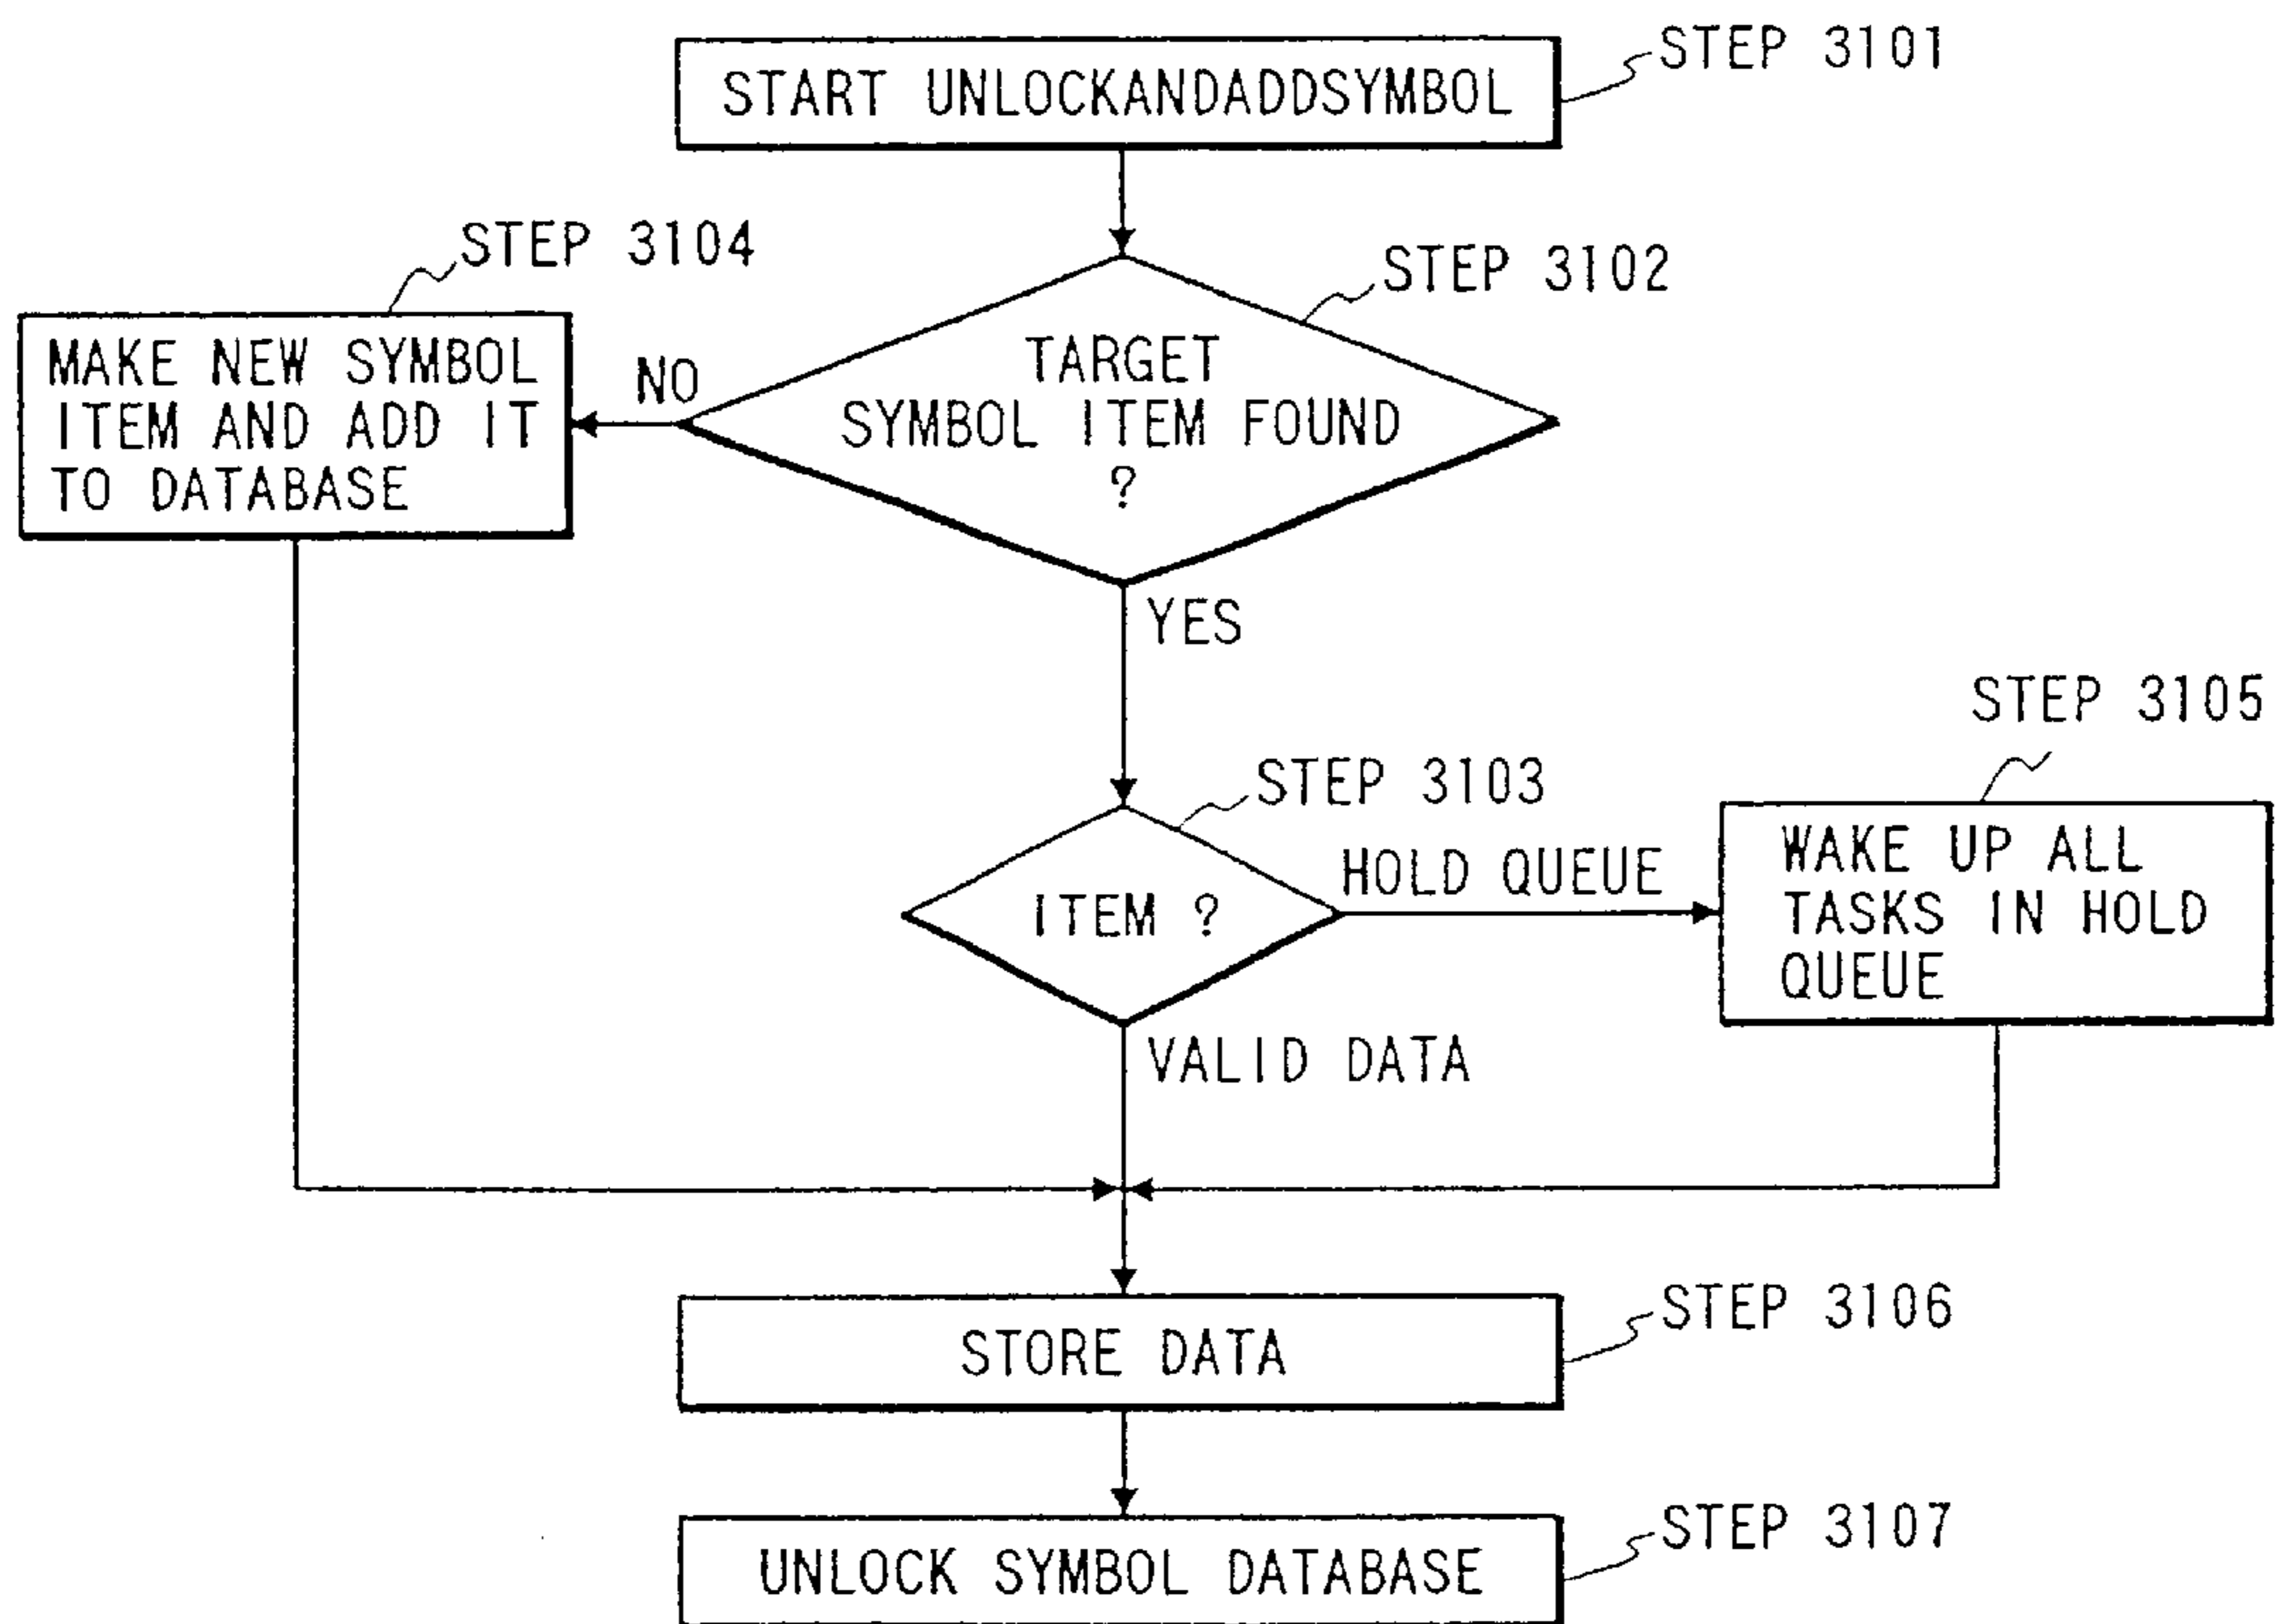 START UNLOCKANDADDSYMBOL
STEP 3101
STEP 3104
STEP 3102
MAKE NEW SYMBOL
ITEM AND ADD IT
TO DATABASE
NO
TARGET
SYMBOL ITEM FOUND
?
YES
STEP 3105
STEP 3103
ITEM ?
HOLD QUEUE
WAKE UP ALL
TASKS IN HOLD
QUEUE
VALID DATA
STORE DATA
STEP 3106
UNLOCK SYMBOL DATABASE
STEP 3107